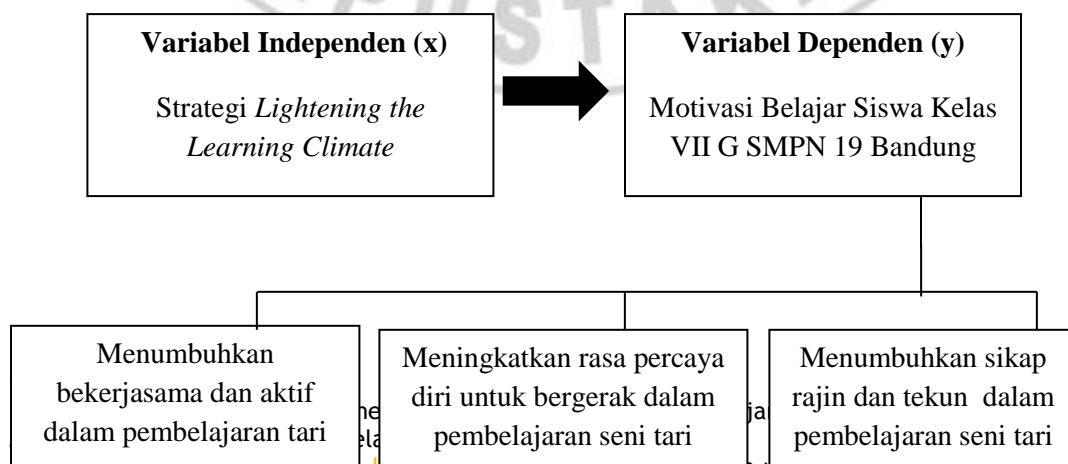 Variabel Independen (x)
Strategi Lightening the
Learning Climate
Variabel Dependen (y)
Motivasi Belajar Siswa Kelas
VII G SMPN 19 Bandung
Menumbuhkan
bekerjasama dan aktif
dalam pembelajaran tari
Meningkatkan rasa percaya
diri untuk bergerak dalam
pembelajaran seni tari
Menumbuhkan sikap
rajin dan tekun dalam
pembelajaran seni tari